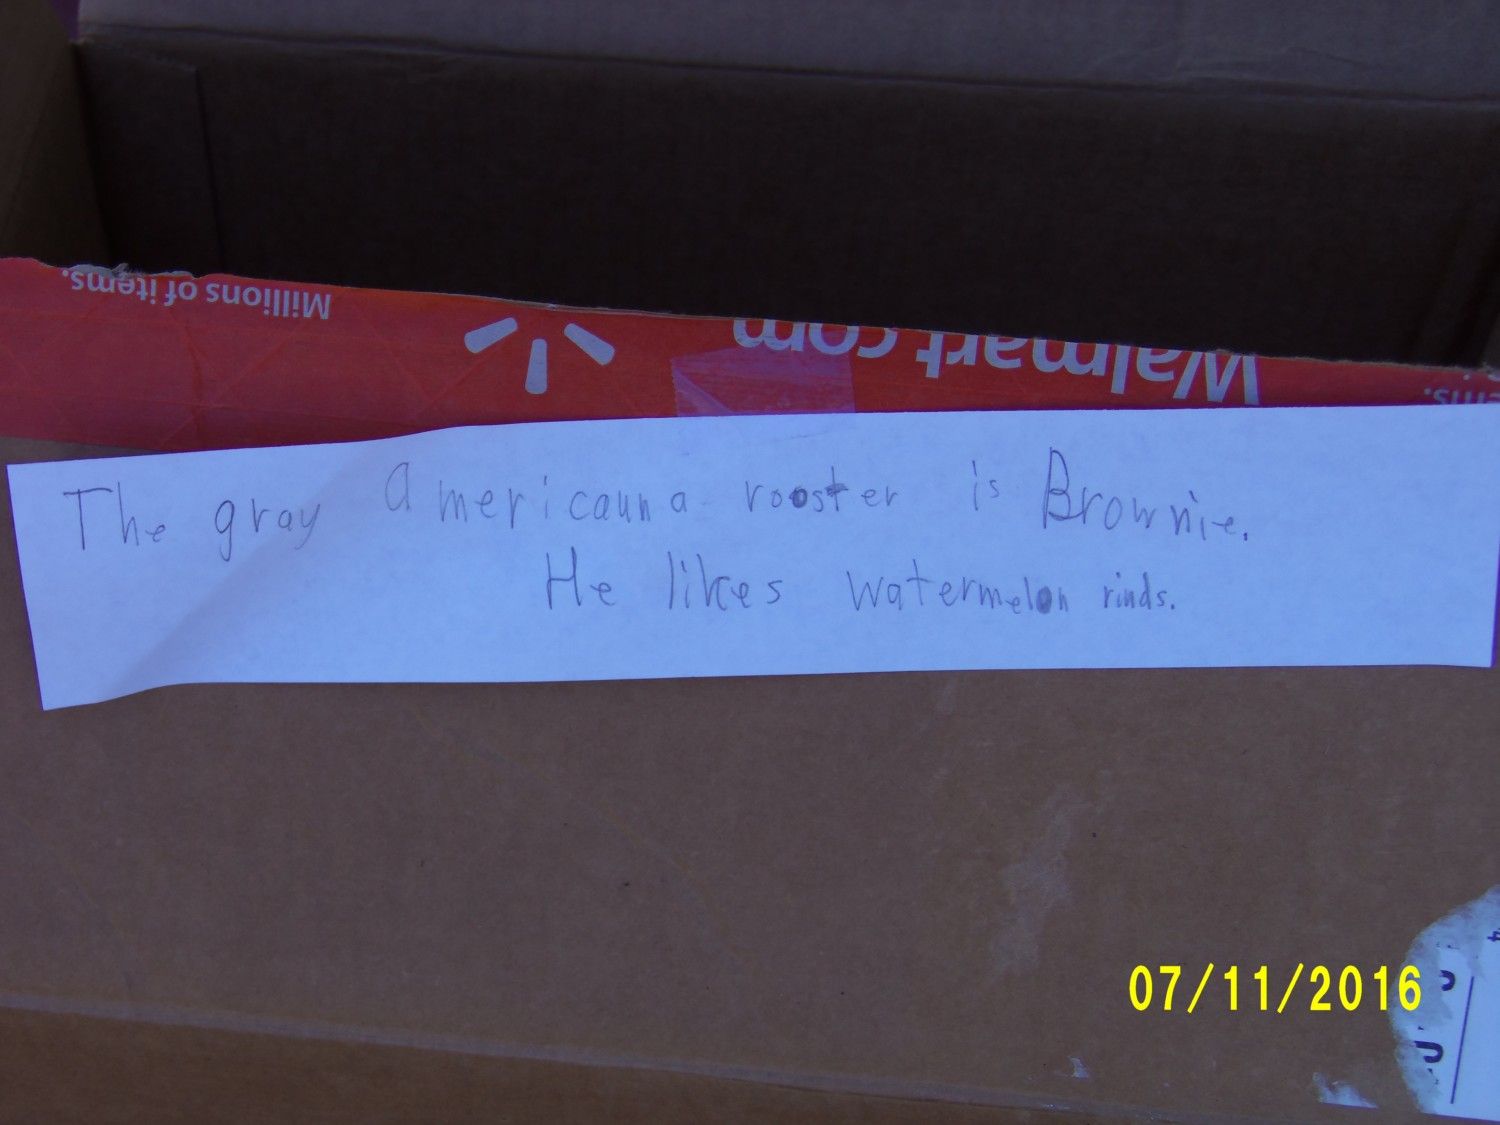 Millions of items.
Walmart.com
The gray americauna rooster is Brownie.
He likes watermelon rinds.
07/11/2016